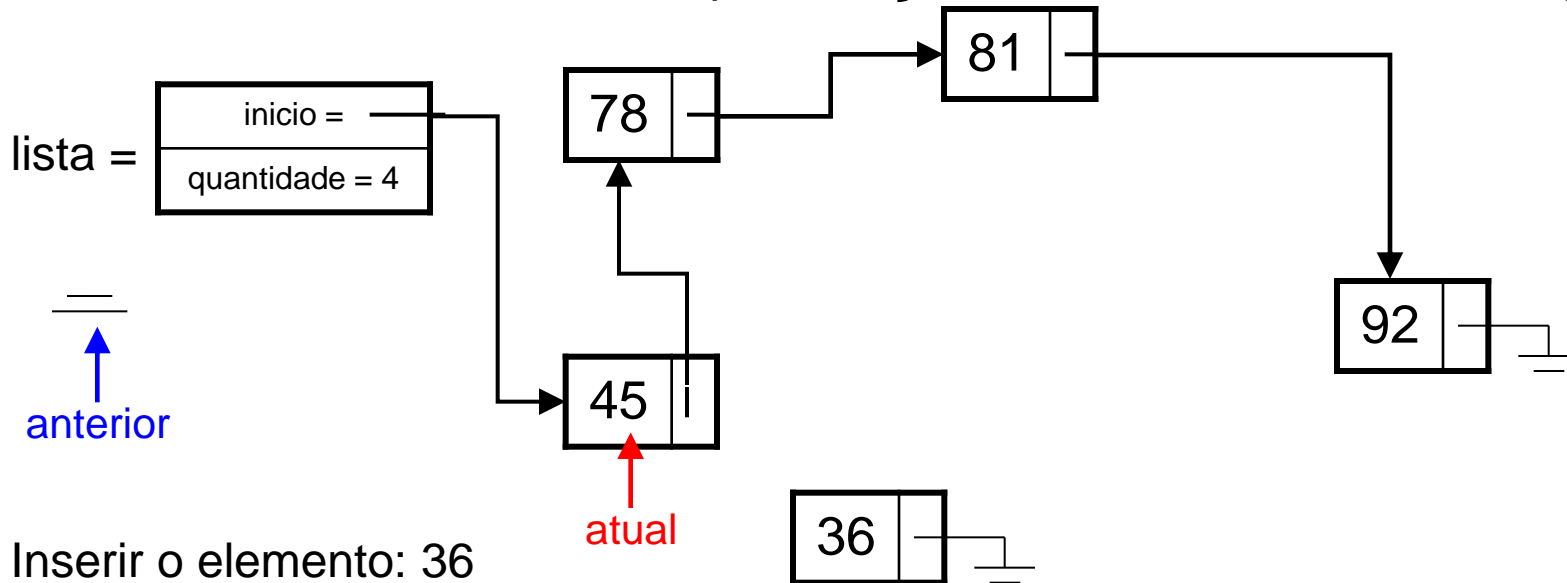 81
78
inicio =
lista =
quantidade = 4
92
45
anterior
atual
36
Inserir o elemento: 36